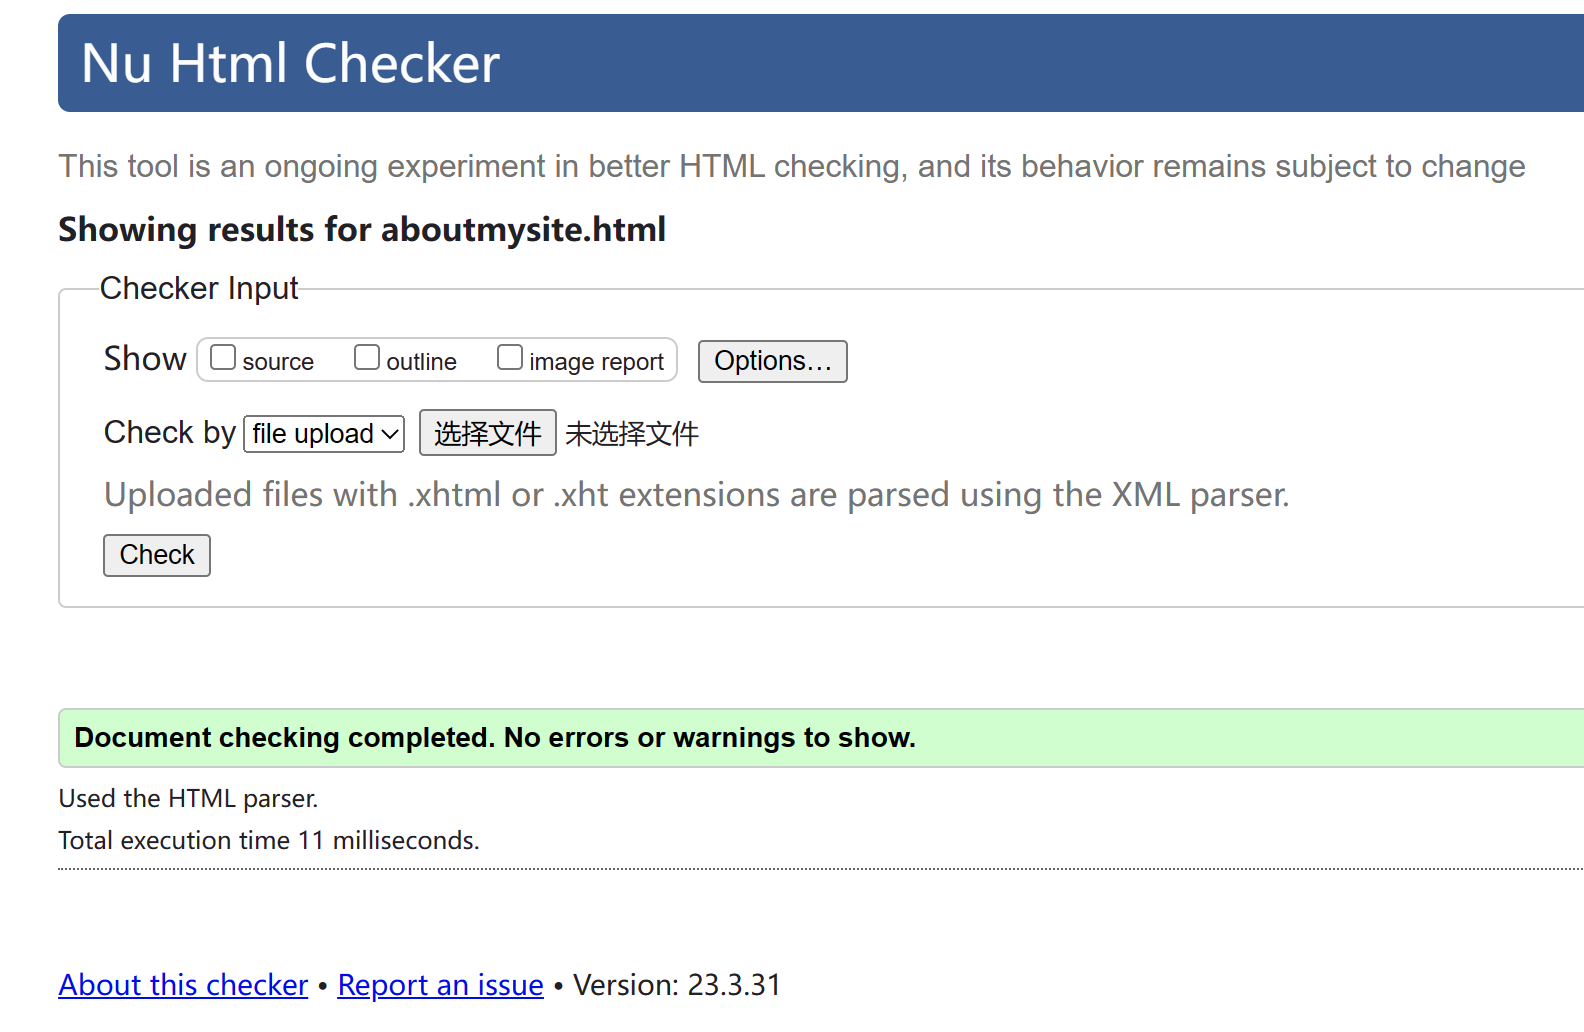 Nu Html Checker
This tool is an ongoing experiment in better HTML checking, and its behavior remains subject to change
Showing results for aboutmysite.html
Checker Input
Show source outline image report Options...
Check by file upload 选择文件 未选择文件
Uploaded files with .xhtml or .xht extensions are parsed using the XML parser.
Check
Document checking completed. No errors or warnings to show.
Used the HTML parser.
Total execution time 11 milliseconds.
About this checker • Report an issue • Version: 23.3.31